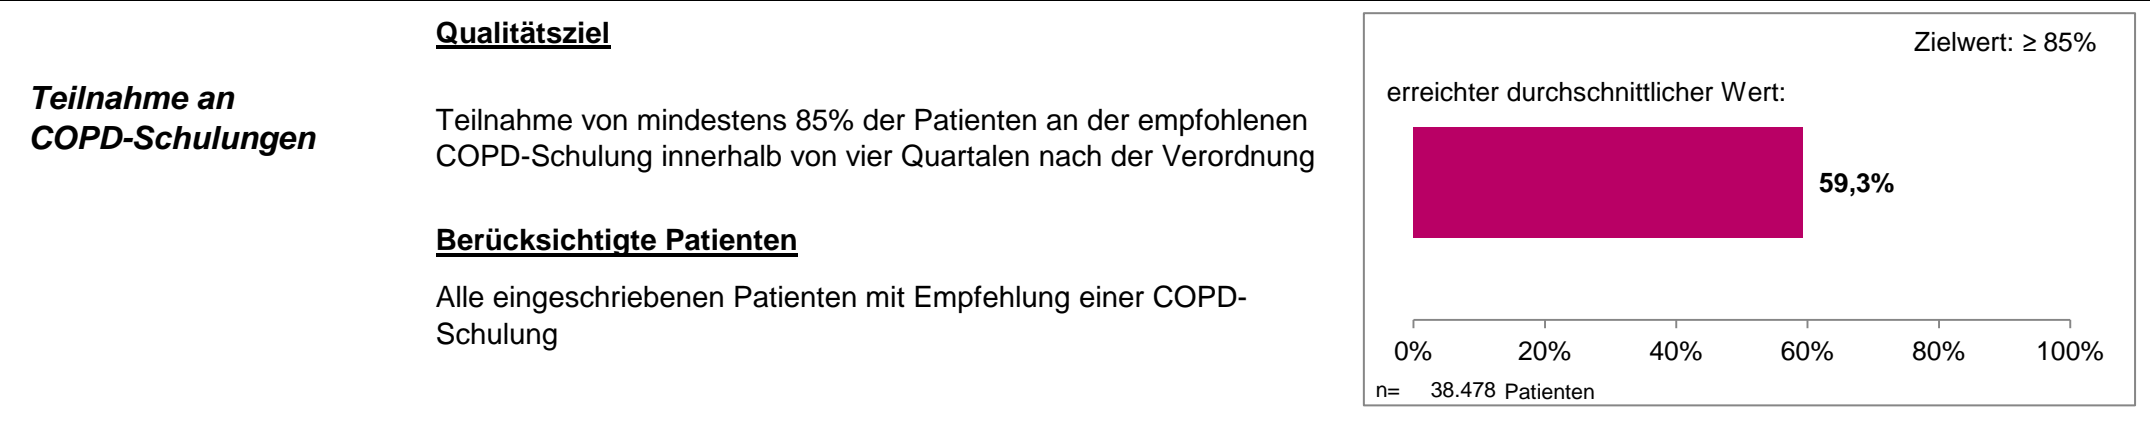 Teilnahme an
COPD-Schulungen
Qualitätsziel
Teilnahme von mindestens 85% der Patienten an der empfohlenen
COPD-Schulung innerhalb von vier Quartalen nach der Verordnung
Berücksichtigte Patienten
Alle eingeschriebenen Patienten mit Empfehlung einer COPD-
Schulung
Zielwert: ≥ 85%
erreichter durchschnittlicher Wert:
59,3%
0% 20% 40% 60% 80% 100%
n= 38.478 Patienten